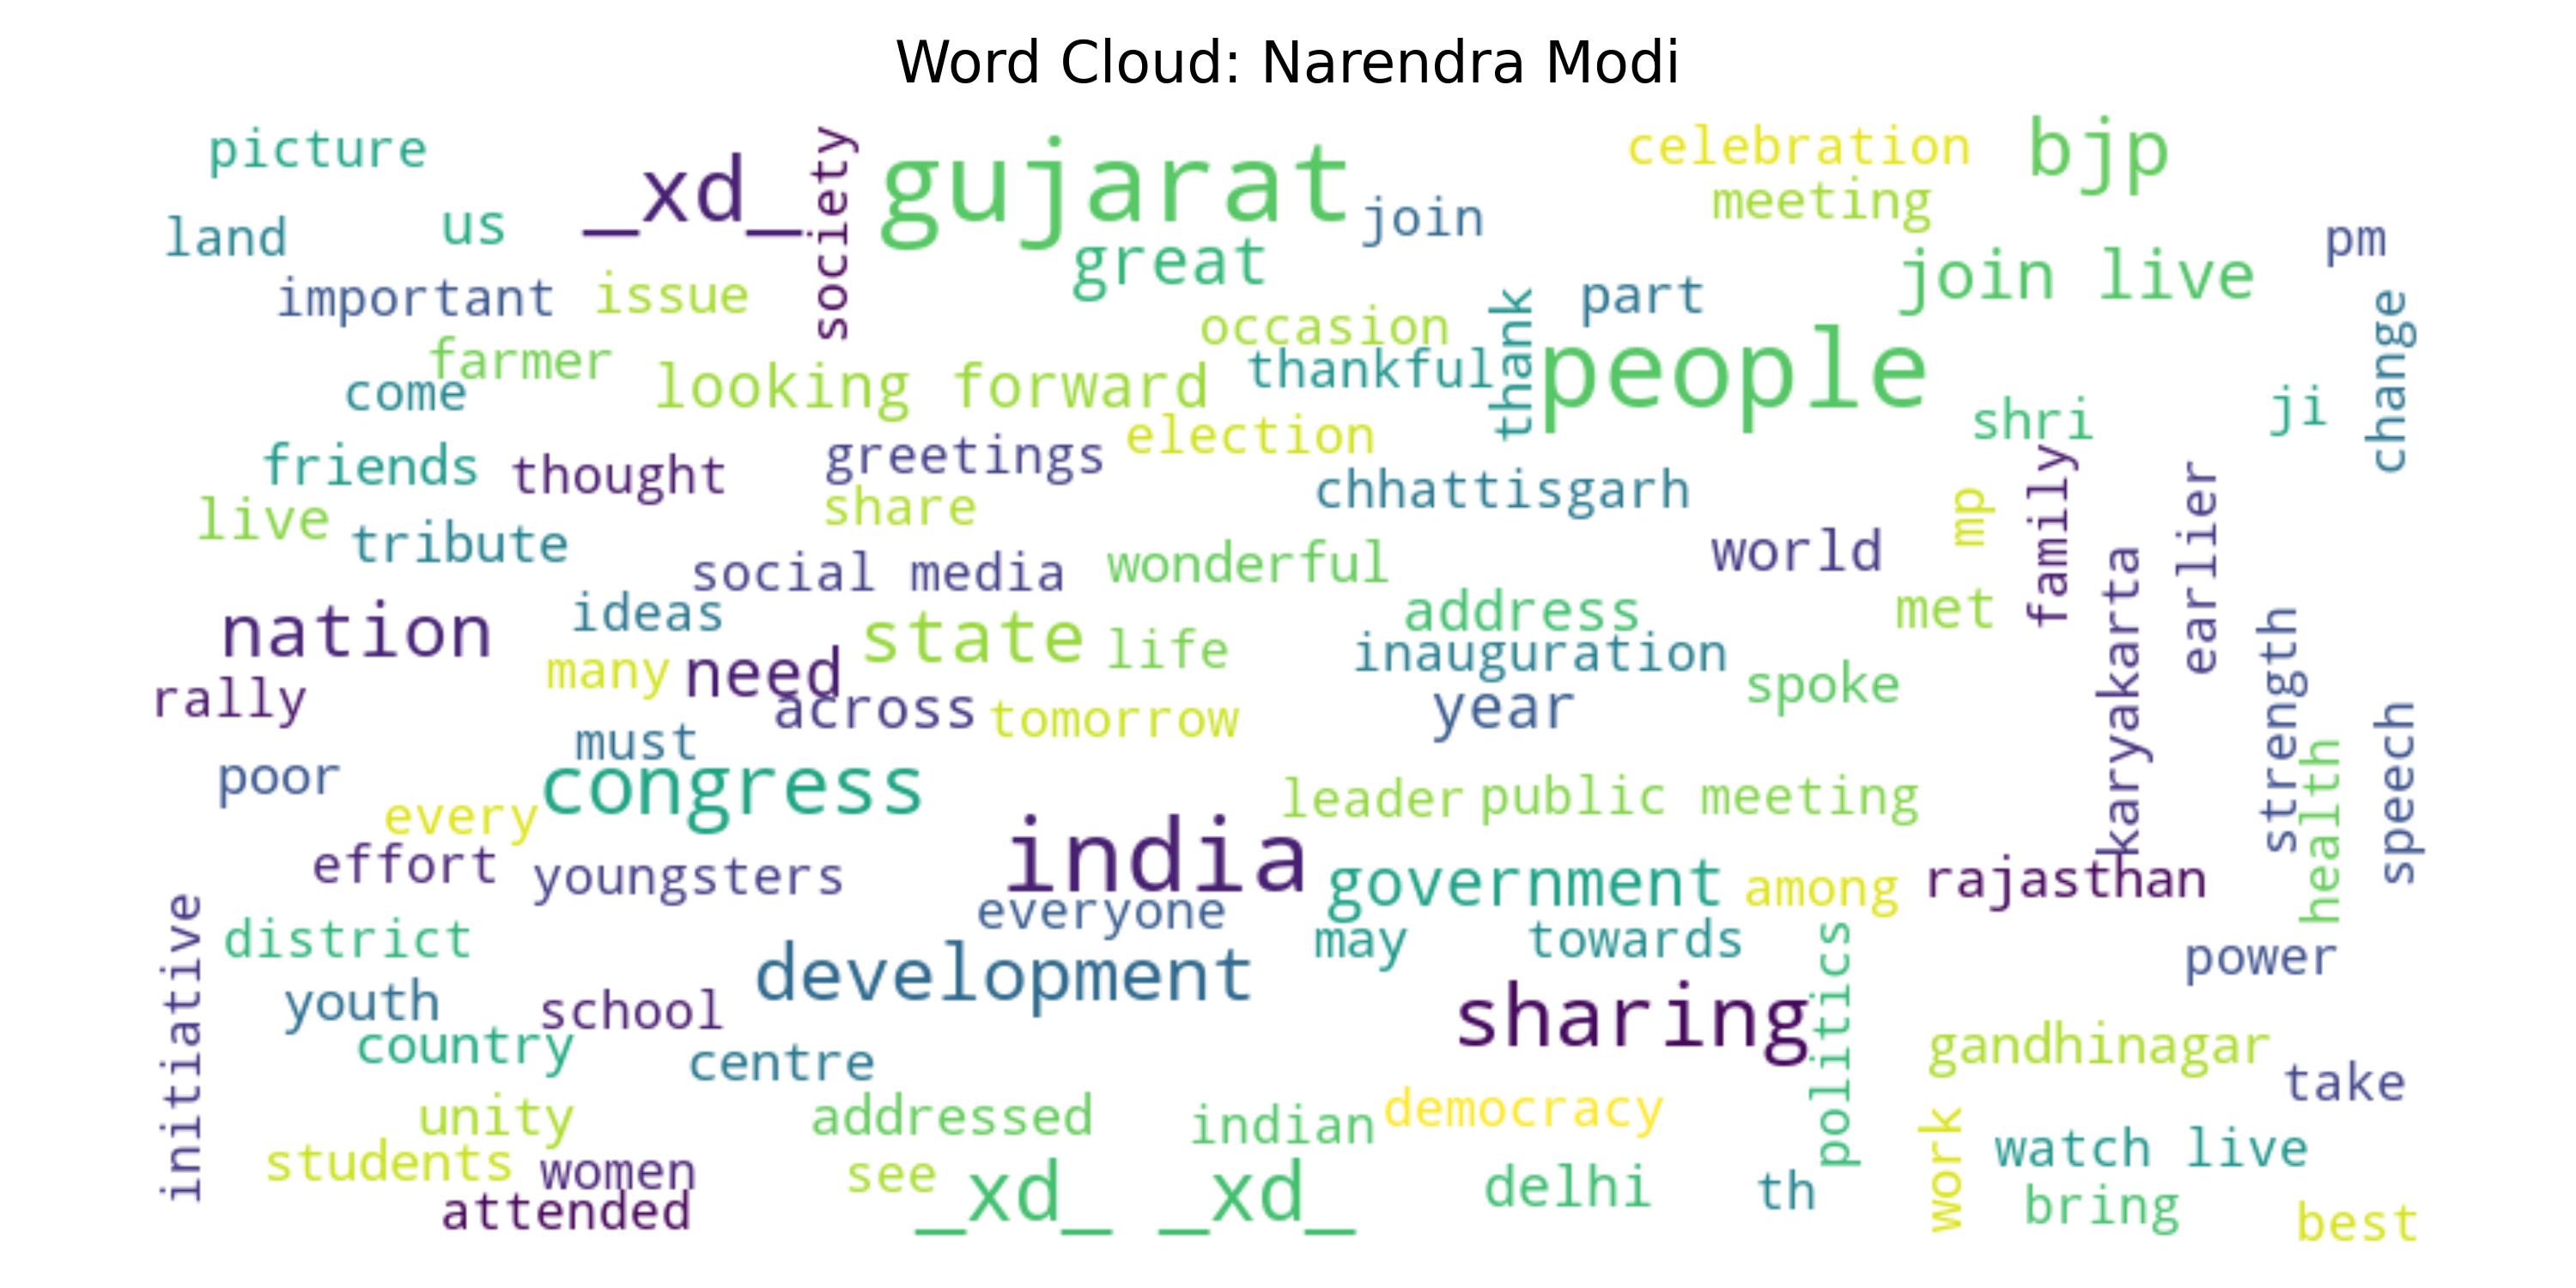 Word Cloud: Narendra Modi
picture
_xd_
society
gujarat
celebration
bjp
land
us
join
meeting
pm
great
join live
important
issue
part
change
occasion
thank
farmer
come
looking forward
thankful
people
shri
ji
friends
thought
greetings
election
family
live
share
chhattisgarh
mp
earlier
tribute
social media
wonderful
world
karyakarta
nation
ideas
state
life
address
met
strength
many
need
inauguration
rally
across
tomorrow
year
spoke
speech
must
poor
congress
every
leader
public meeting
health
effort
youngsters
india
government
among
rajasthan
initiative
district
everyone
may
towards
politics
power
youth
school
development
sharing
country
centre
gandhinagar
take
unity
addressed
indian
democracy
work
watch live
students
women
see
_xd_ _xd_
delhi
th
bring
attended
best